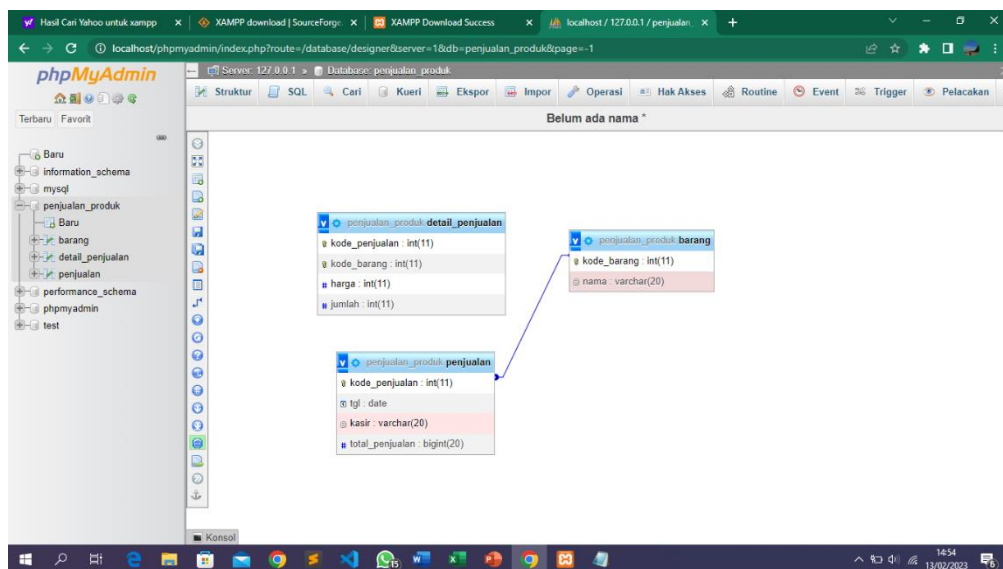 Hasil Cari Yahoo untuk xampp
XAMPP download | SourceForge.
XAMPP Download Success
localhost / 127.0.0.1 / penjualan_
localhost/phpmyadmin/index.php?route=/database/designer&server=1&db=penjualan_produk&page=-1
phpMyAdmin
Terbaru Favorit
Baru
information_schema
mysql
penjualan_produk
Baru
barang
detail_penjualan
penjualan
performance_schema
phpmyadmin
test
Server: 127.0.0.1 » Database: penjualan_produk
Struktur SQL Cari Kueri Ekspor Impor Operasi Hak Akses Routine Event Trigger Pelacakan
Belum ada nama *
penjualan_produk detail_penjualan
kode_penjualan : int(11)
kode_barang : int(11)
# harga : int(11)
# jumlah : int(11)
penjualan_produk barang
kode_barang : int(11)
nama : varchar(20)
penjualan_produk penjualan
kode_penjualan : int(11)
tgl : date
kasir : varchar(20)
# total_penjualan : bigint(20)
Konsol
14:54
13/02/2023